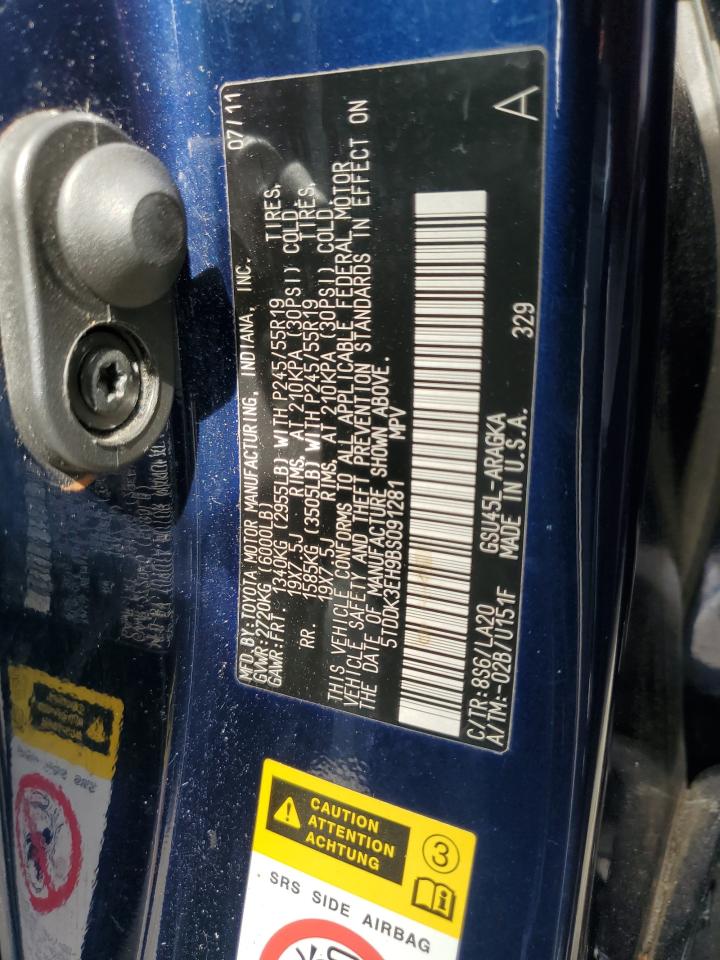 MFD.BY:TOYOTA MOTOR MANUFACTURING, INDIANA, INC. 07/11
GVWR:2720KG (6000LB)
GAWR:FRT: 1340KG (2955LB) WITH P245/55R19 TIRES,
19X7.5J RIMS, AT 210KPA (30PSI) COLD
RR. 1585KG (3505LB) WITH P245/55R19 TIRES,
19X7.5J RIMS, AT 210KPA (30PSI) COLD
THIS VEHICLE CONFORMS TO ALL APPLICABLE FEDERAL MOTOR
VEHICLE SAFETY AND THEFT PREVENTION STANDARDS IN EFFECT ON
THE DATE OF MANUFACTURE SHOWN ABOVE.
5TDDK3EH9BS091281 MPV
C/TR:8S6/LA20 GSU45L-ARAGKA 329
A/TM:-02B/U151F MADE IN U.S.A.
A
CAUTION
ATTENTION
ACHTUNG
3
SRS SIDE AIRBAG